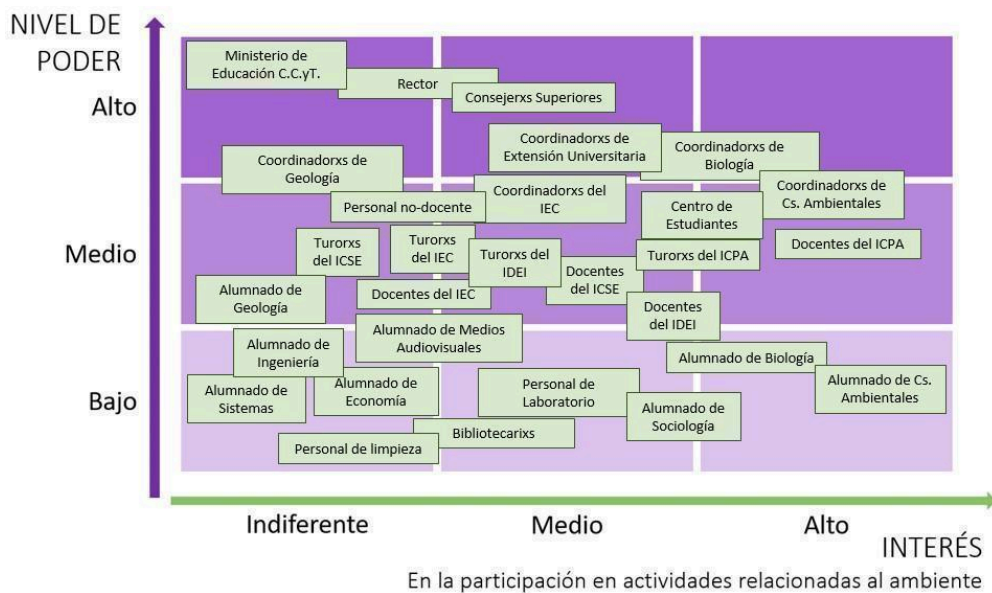 NIVEL DE
PODER
Alto
Medio
Bajo
Ministerio de
Educación C.C.yT.
Rector
Consejerxs Superiores
Coordinadorxs de
Extensión Universitaria
Coordinadorxs de
Biología
Coordinadorxs de
Geología
Coordinadorxs del
IEC
Coordinadorxs de
Cs. Ambientales
Personal no-docente
Centro de
Estudiantes
Turorxs
del ICSE
Turorxs
del IEC
Turorxs del
IDEI
Turorxs del ICPA
Docentes del ICPA
Docentes
del ICSE
Alumnado de
Geología
Docentes del IEC
Docentes
del IDEI
Alumnado de Medios
Audiovisuales
Alumnado de
Ingeniería
Alumnado de Biología
Alumnado de Cs.
Ambientales
Alumnado de
Sistemas
Alumnado de
Economía
Personal de
Laboratorio
Alumnado de
Sociología
Bibliotecarixs
Personal de limpieza
Indiferente
Medio
Alto
INTERÉS
En la participación en actividades relacionadas al ambiente